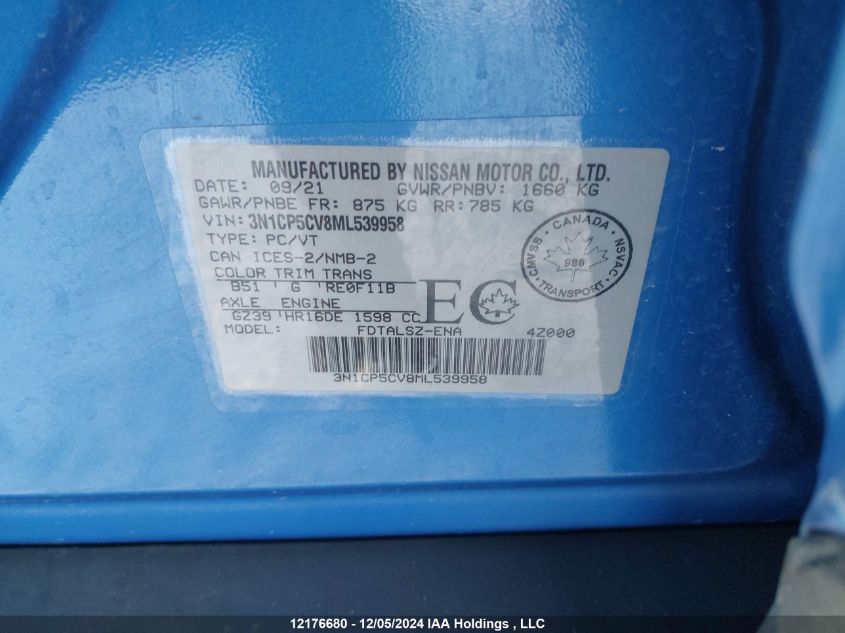 MANUFACTURED BY NISSAN MOTOR CO., LTD.
DATE: 09/21 GVWR/PNBV: 1660 KG
GAWR/PNBE FR: 875 KG RR:785 KG
VIN: 3N1CP5CV8ML539958
TYPE: PC/VT
CAN ICES-2/NMB-2
COLOR TRIM TRANS
B51 G RE0F11B
AXLE ENGINE
GZ39 HR16DE 1598 CC
MODEL: FDTALSZ-ENA 4Z000
EC
CANADA
CMVSS 986 NSVAC
TRANSPORT
3N1CP5CV8ML539958
12176680 - 12/05/2024 IAA Holdings , LLC